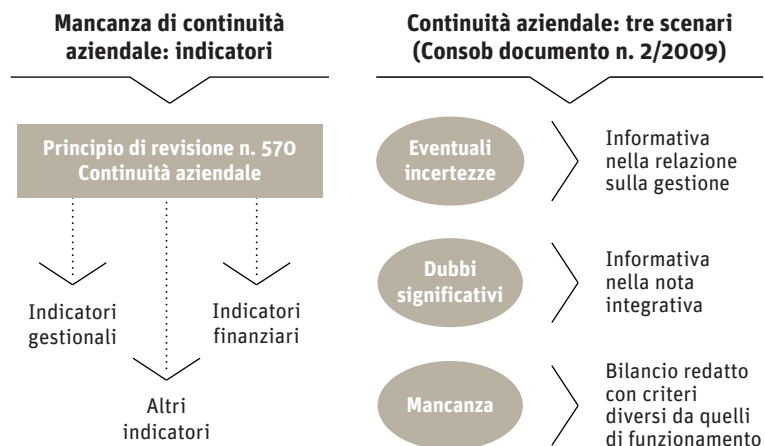 Mancanza di continuità
aziendale: indicatori
Principio di revisione n. 570
Continuità aziendale
Indicatori
gestionali
Indicatori
finanziari
Altri
indicatori
Continuità aziendale: tre scenari
(Consob documento n. 2/2009)
Eventuali
incertezze
Informativa
nella relazione
sulla gestione
Dubbi
significativi
Informativa
nella nota
integrativa
Mancanza
Bilancio redatto
con criteri
diversi da quelli
di funzionamento